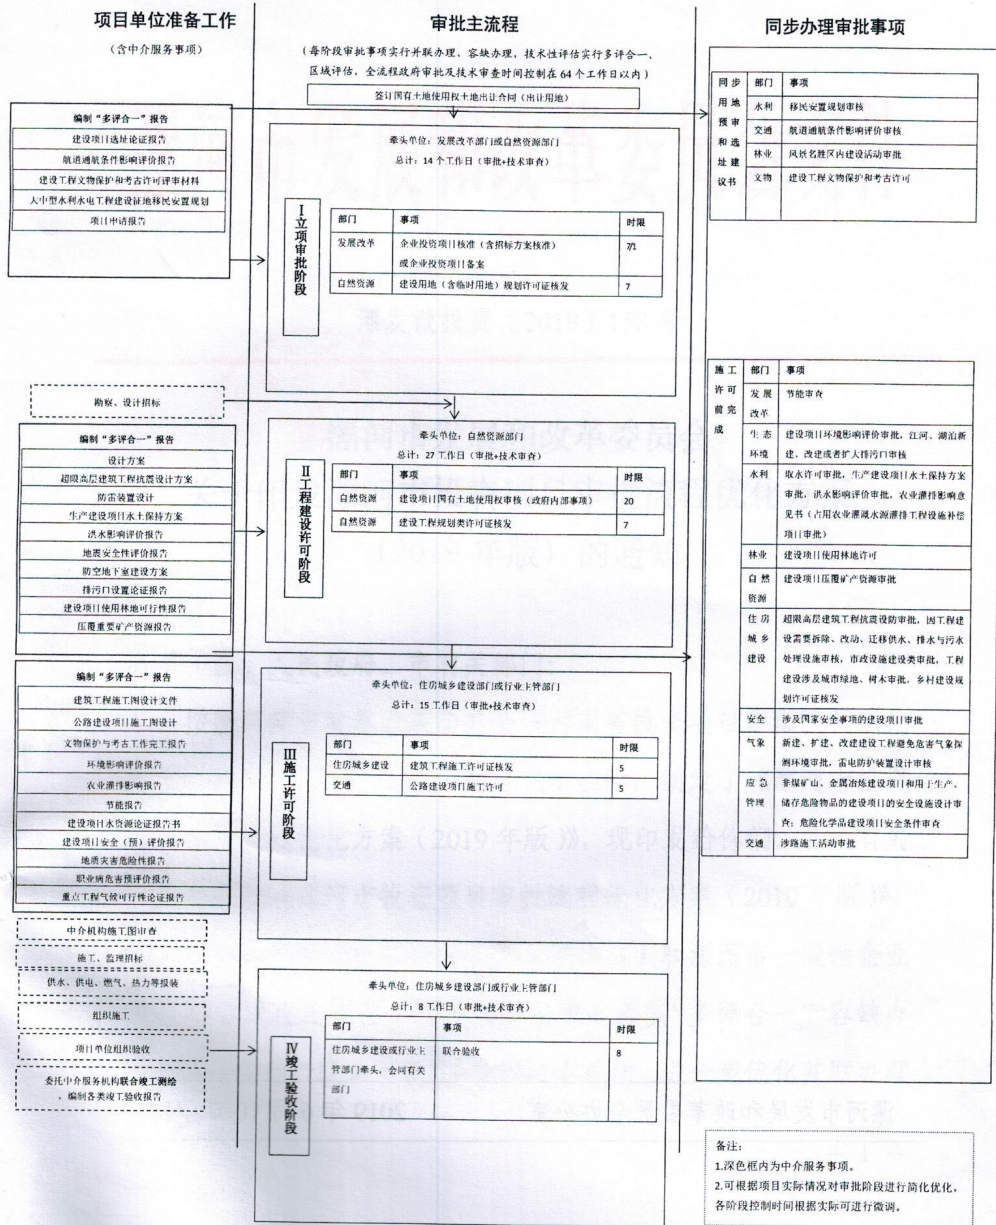 项目单位准备工作
(含中介服务事项)
编制“多评合一”报告
建设项目选址论证报告
航道通航条件影响评价报告
建设工程文物保护和考古许可评审材料
大中型水利水电工程建设征地移民安置规划
项目申请报告
勘察、设计招标
编制“多评合一”报告
设计方案
超限高层建筑工程抗震设计方案
防雷装置设计
生产建设项目水土保持方案
洪水影响评价报告
地震安全性评价报告
防空地下室建设方案
排污口设置论证报告
建设项目使用林地可行性报告
压覆重要矿产资源报告
编制“多评合一”报告
建筑工程施工图设计文件
公路建设项目施工图设计
文物保护与考古工作完工报告
环境影响评价报告
农业灌排影响报告
节能报告
建设项目水资源论证报告书
建设项目安全(预)评价报告
地质灾害危险性报告
职业病危害预评价报告
重点工程气候可行性论证报告
中介机构施工图审查
施工、监理招标
供水、供电、燃气、热力等报装
组织施工
项目单位组织验收
委托中介服务机构联合竣工测绘
,编制各类竣工验收报告
审批主流程
(每阶段审批事项实行并联办理、容缺办理,技术性评估实行多评合一、
区域评估,全流程政府审批及技术审查时间控制在 64 个工作日以内)
签订国有土地使用权土地出让合同(出让用地)
牵头单位:发展改革部门或自然资源部门
总计:14 个工作日(审批+技术审查)
Ⅰ立项审批阶段
部门 事项 时限
发展改革 企业投资项目核准(含招标方案核准) 7/1
或企业投资项目备案
自然资源 建设用地(含临时用地)规划许可证核发 7
牵头单位:自然资源部门
总计:27 工作日(审批+技术审查)
Ⅱ工程建设许可阶段
部门 事项 时限
自然资源 建设项目国有土地使用权审核(政府内部事项) 20
自然资源 建设工程规划类许可证核发 7
牵头单位:住房城乡建设部门或行业主管部门
总计:15 工作日(审批+技术审查)
Ⅲ施工许可阶段
部门 事项 时限
住房城乡建设 建筑工程施工许可证核发 5
交通 公路建设项目施工许可 5
牵头单位:住房城乡建设部门或行业主管部门
总计:8 工作日(审批+技术审查)
Ⅳ竣工验收阶段
部门 事项 时限
住房城乡建设或行业主 联合验收 8
管部门牵头,会同有关
部门
同步办理审批事项
同步用地预审和选址建议书
部门 事项
水利 移民安置规划审核
交通 航道通航条件影响评价审核
林业 风景名胜区内建设活动审批
文物 建设工程文物保护和考古许可
施工许可前完成
部门 事项
发展 节能审查
改革
生态 建设项目环境影响评价审批,江河、湖泊新
环境 建、改建或者扩大排污口审核
水利 取水许可审批,生产建设项目水土保持方案
审批,洪水影响评价审批,农业灌排影响意
见书(占用农业灌溉水源灌排工程设施补偿
项目审批)
林业 建设项目使用林地许可
自然 建设项目压覆矿产资源审批
资源
住房 超限高层建筑工程抗震设防审批,因工程建
城乡 设需要拆除、改动、迁移供水、排水与污水
建设 处理设施审核,市政设施建设类审批,工程
建设涉及城市绿地、树木审批,乡村建设规
划许可证核发
安全 涉及国家安全事项的建设项目审批
气象 新建、扩建、改建建设工程避免危害气象探
测环境审批,雷电防护装置设计审核
应急 非煤矿山、金属冶炼建设项目和用于生产、
管理 储存危险物品的建设项目的安全设施设计审
查;危险化学品建设项目安全条件审查
交通 涉路施工活动审批
备注:
1.深色框内为中介服务事项。
2.可根据项目实际情况对审批阶段进行简化优化,
各阶段控制时间根据实际可进行微调。